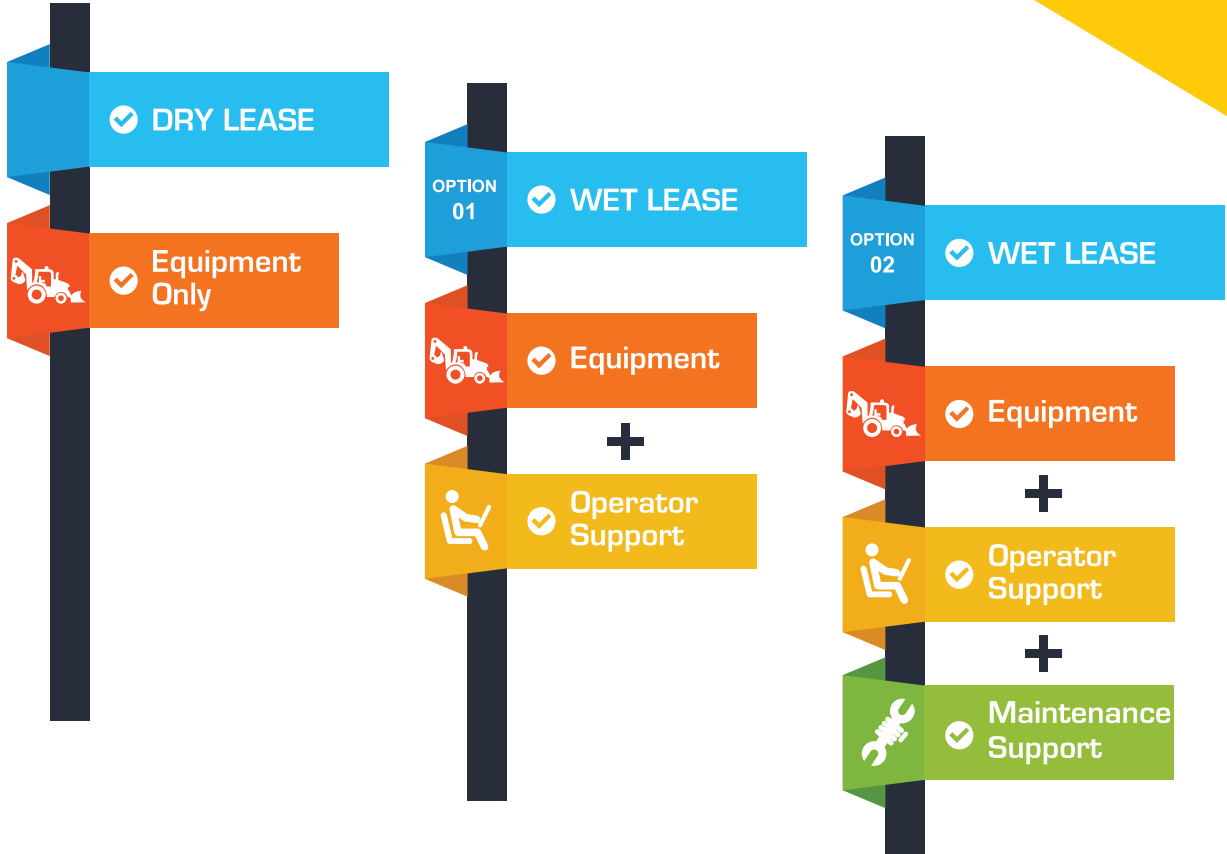 DRY LEASE
Equipment
Only
OPTION
01
WET LEASE
Equipment
Operator
Support
OPTION
02
WET LEASE
Equipment
Operator
Support
Maintenance
Support